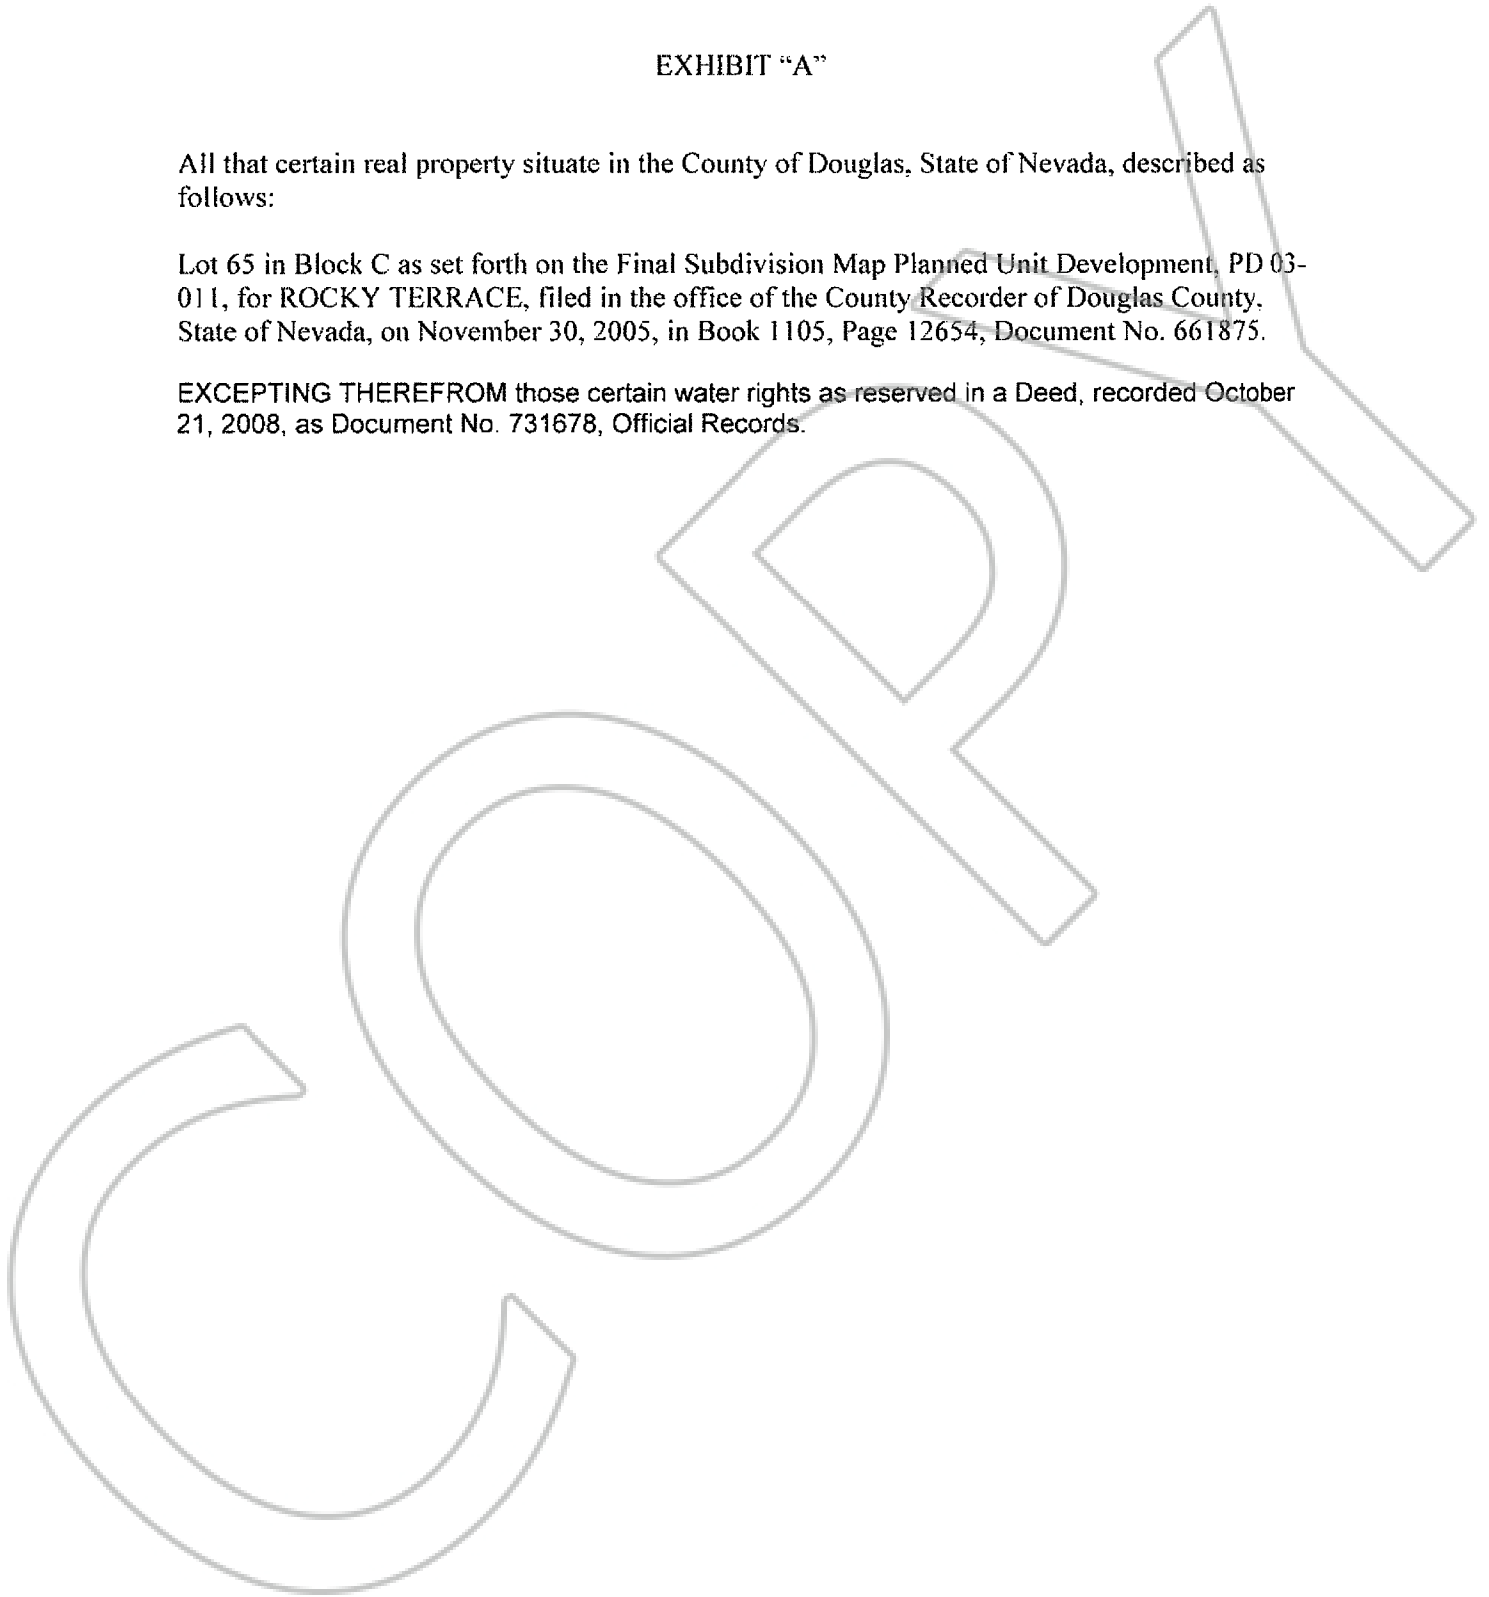 EXHIBIT “A”
All that certain real property situate in the County of Douglas, State of Nevada, described as
follows:
Lot 65 in Block C as set forth on the Final Subdivision Map Planned Unit Development, PD 03-
011, for ROCKY TERRACE, filed in the office of the County Recorder of Douglas County,
State of Nevada, on November 30, 2005, in Book 1105, Page 12654, Document No. 661875.
EXCEPTING THEREFROM those certain water rights as reserved in a Deed, recorded October
21, 2008, as Document No. 731678, Official Records.
COPY